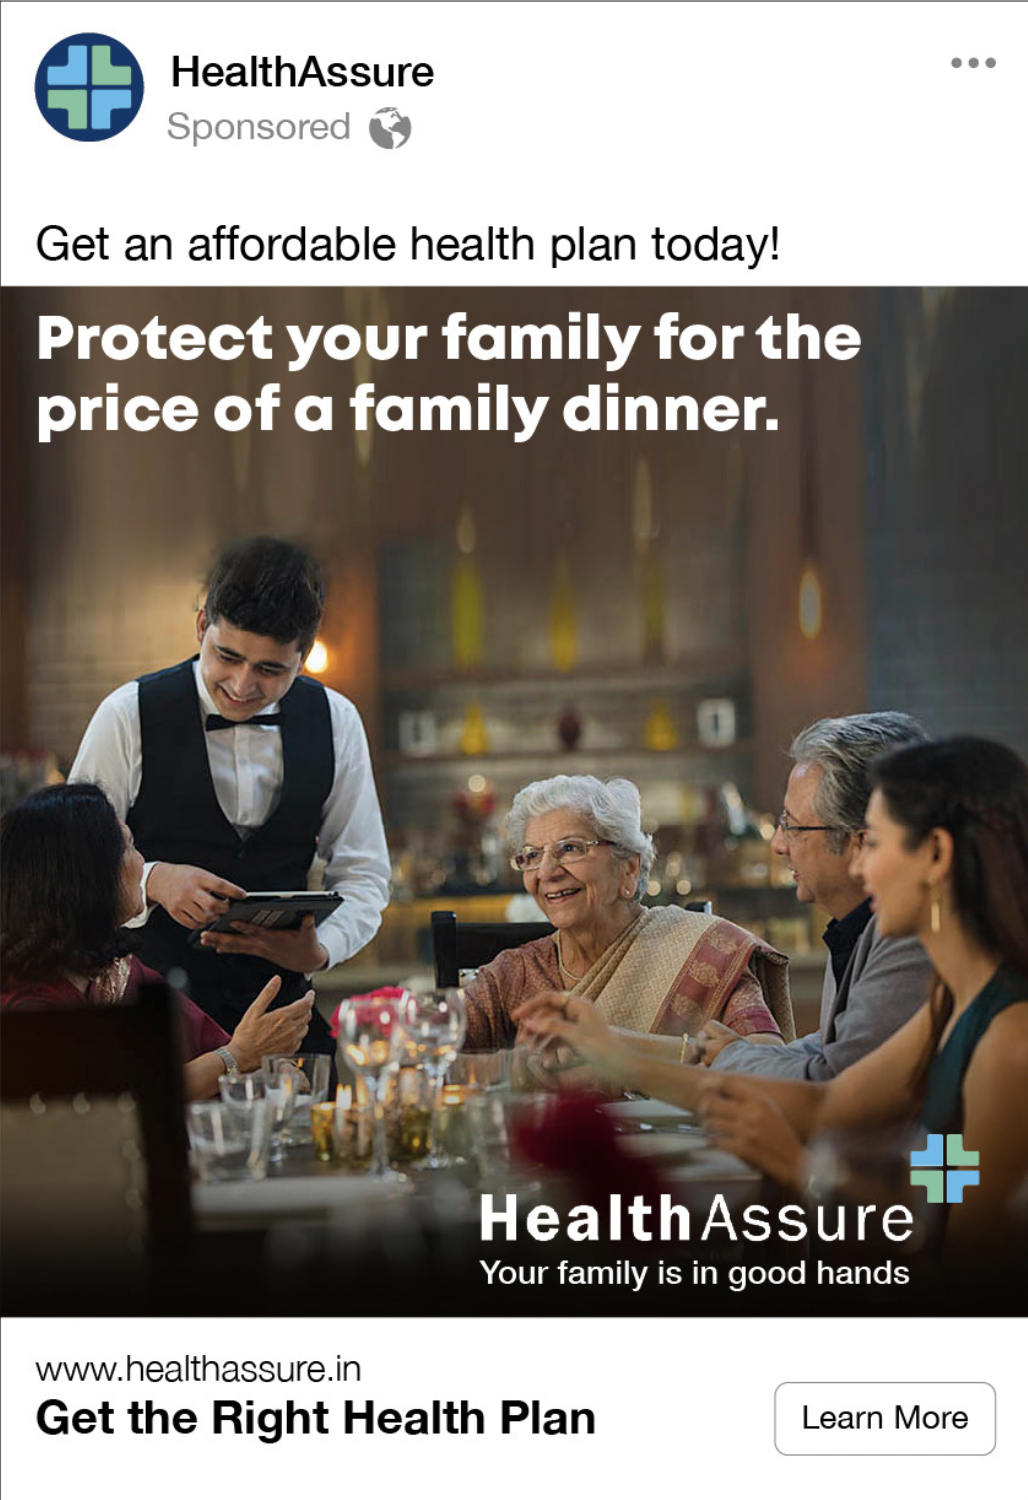 HealthAssure
Sponsored
Get an affordable health plan today!
Protect your family for the
price of a family dinner.
HealthAssure
Your family is in good hands
www.healthassure.in
Get the Right Health Plan
Learn More